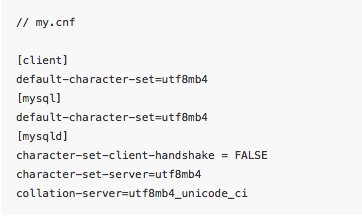 // my.cnf
[client]
default-character-set=utf8mb4
[mysql]
default-character-set=utf8mb4
[mysqld]
character-set-client-handshake = FALSE
character-set-server=utf8mb4
collation-server=utf8mb4_unicode_ci